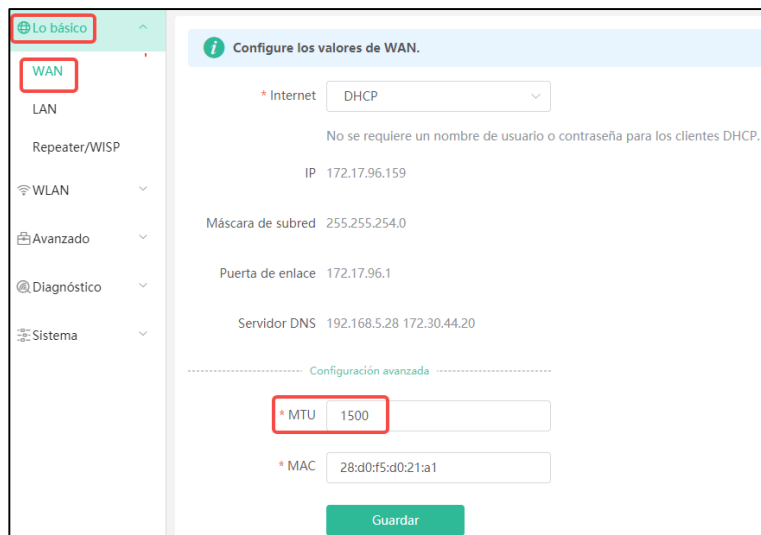 Lo básico
WAN
LAN
Repeater/WISP
WLAN
Avanzado
Diagnóstico
Sistema
Configure los valores de WAN.
* Internet DHCP
No se requiere un nombre de usuario o contraseña para los clientes DHCP.
IP 172.17.96.159
Máscara de subred 255.255.254.0
Puerta de enlace 172.17.96.1
Servidor DNS 192.168.5.28 172.30.44.20
Configuración avanzada
* MTU 1500
* MAC 28:d0:f5:d0:21:a1
Guardar